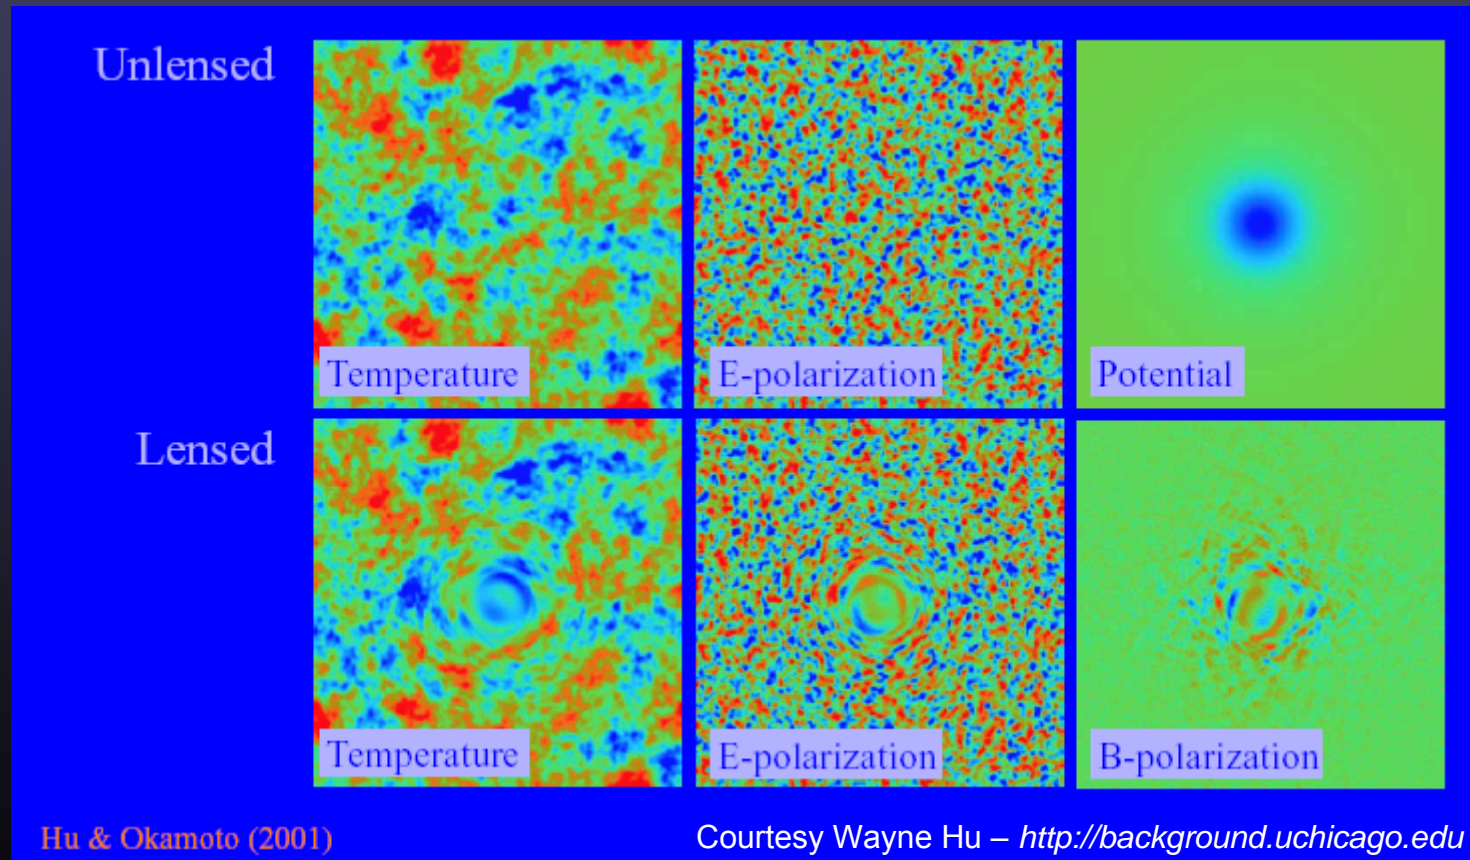 Unlensed
Temperature
E-polarization
Potential
Lensed
Temperature
E-polarization
B-polarization
Hu & Okamoto (2001)
Courtesy Wayne Hu – http://background.uchicago.edu